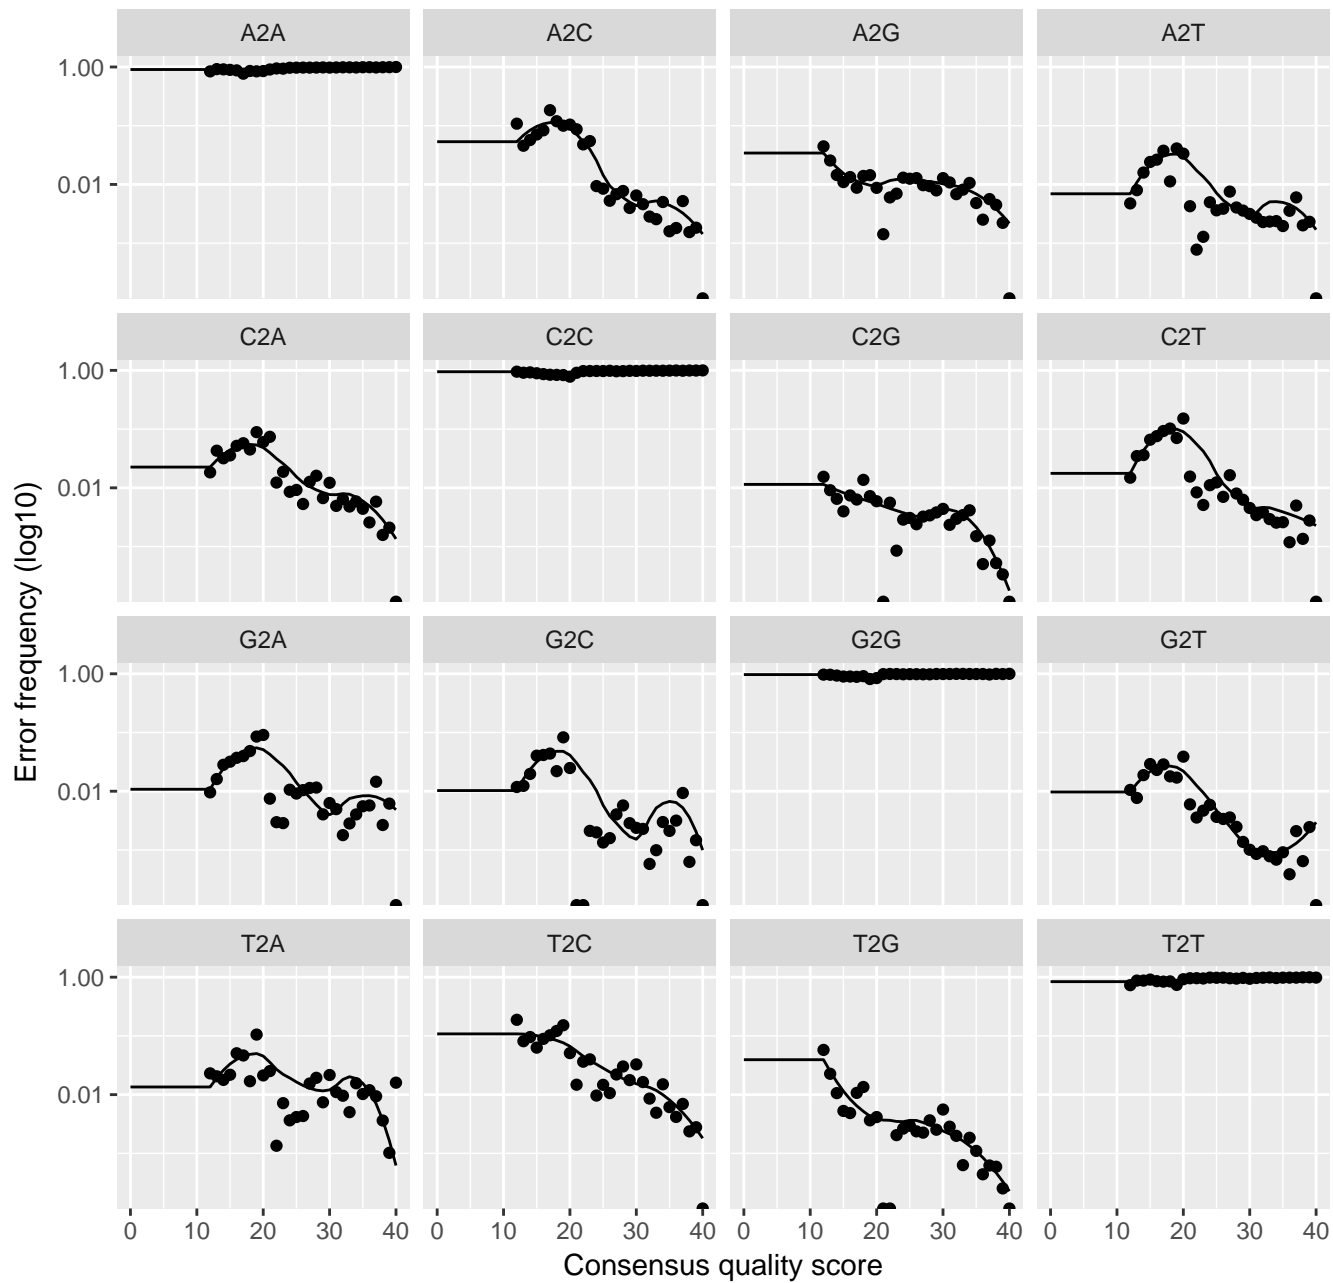 A2A A2C A2G A2T
1.00
0.01
C2A C2C C2G C2T
1.00
0.01
G2A G2C G2G G2T
1.00
0.01
T2A T2C T2G T2T
1.00
0.01
0 10 20 30 40 0 10 20 30 40 0 10 20 30 40 0 10 20 30 40
Consensus quality score
Error frequency (log10)